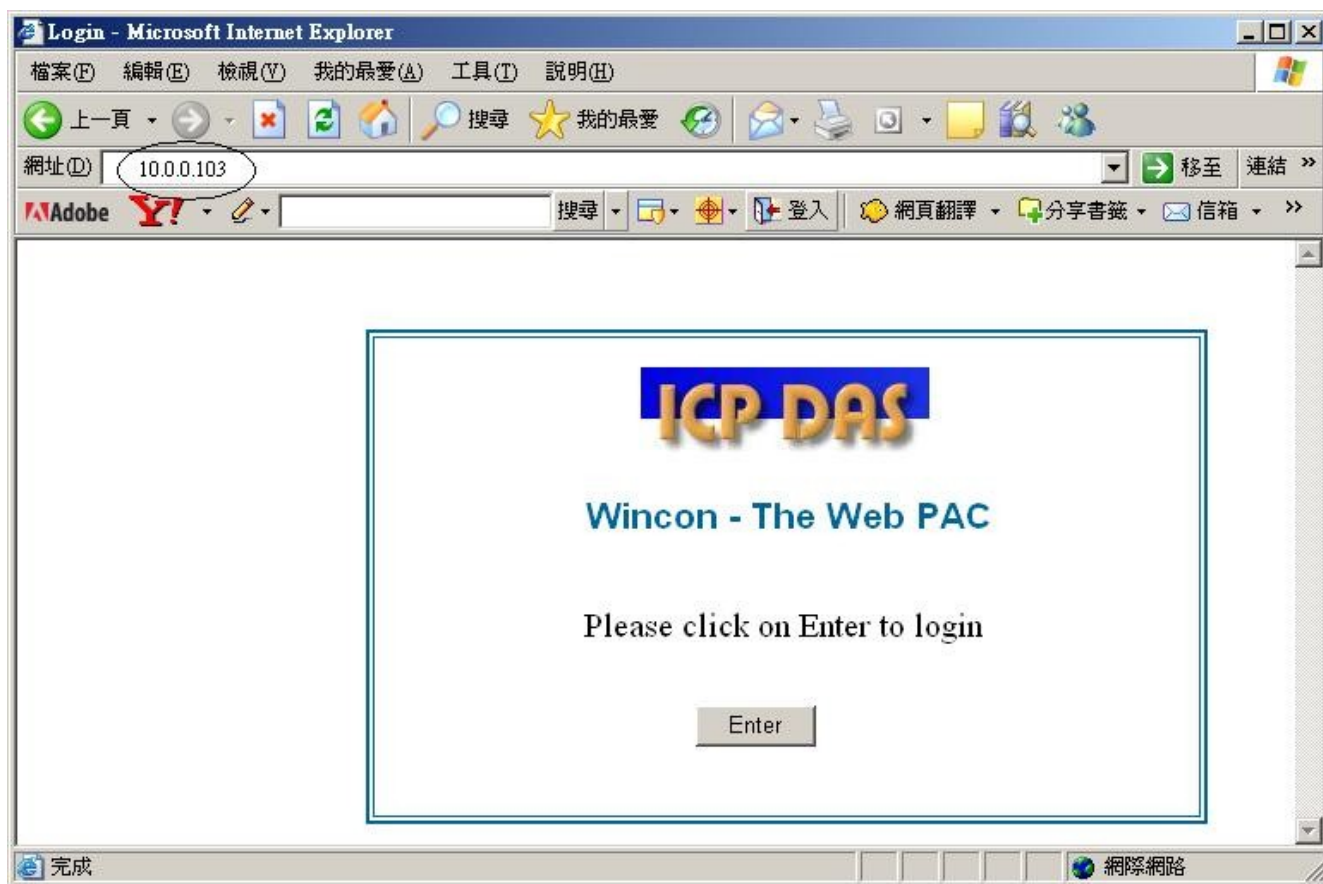 Login - Microsoft Internet Explorer
檔案(F) 編輯(E) 檢視(V) 我的最愛(A) 工具(T) 說明(H)
上一頁 搜尋 我的最愛
網址(D) 10.0.0.103 移至 連結 »
Adobe Y! 搜尋 登入 網頁翻譯 分享書籤 信箱 »
ICP DAS
Wincon - The Web PAC
Please click on Enter to login
Enter
完成 網際網路